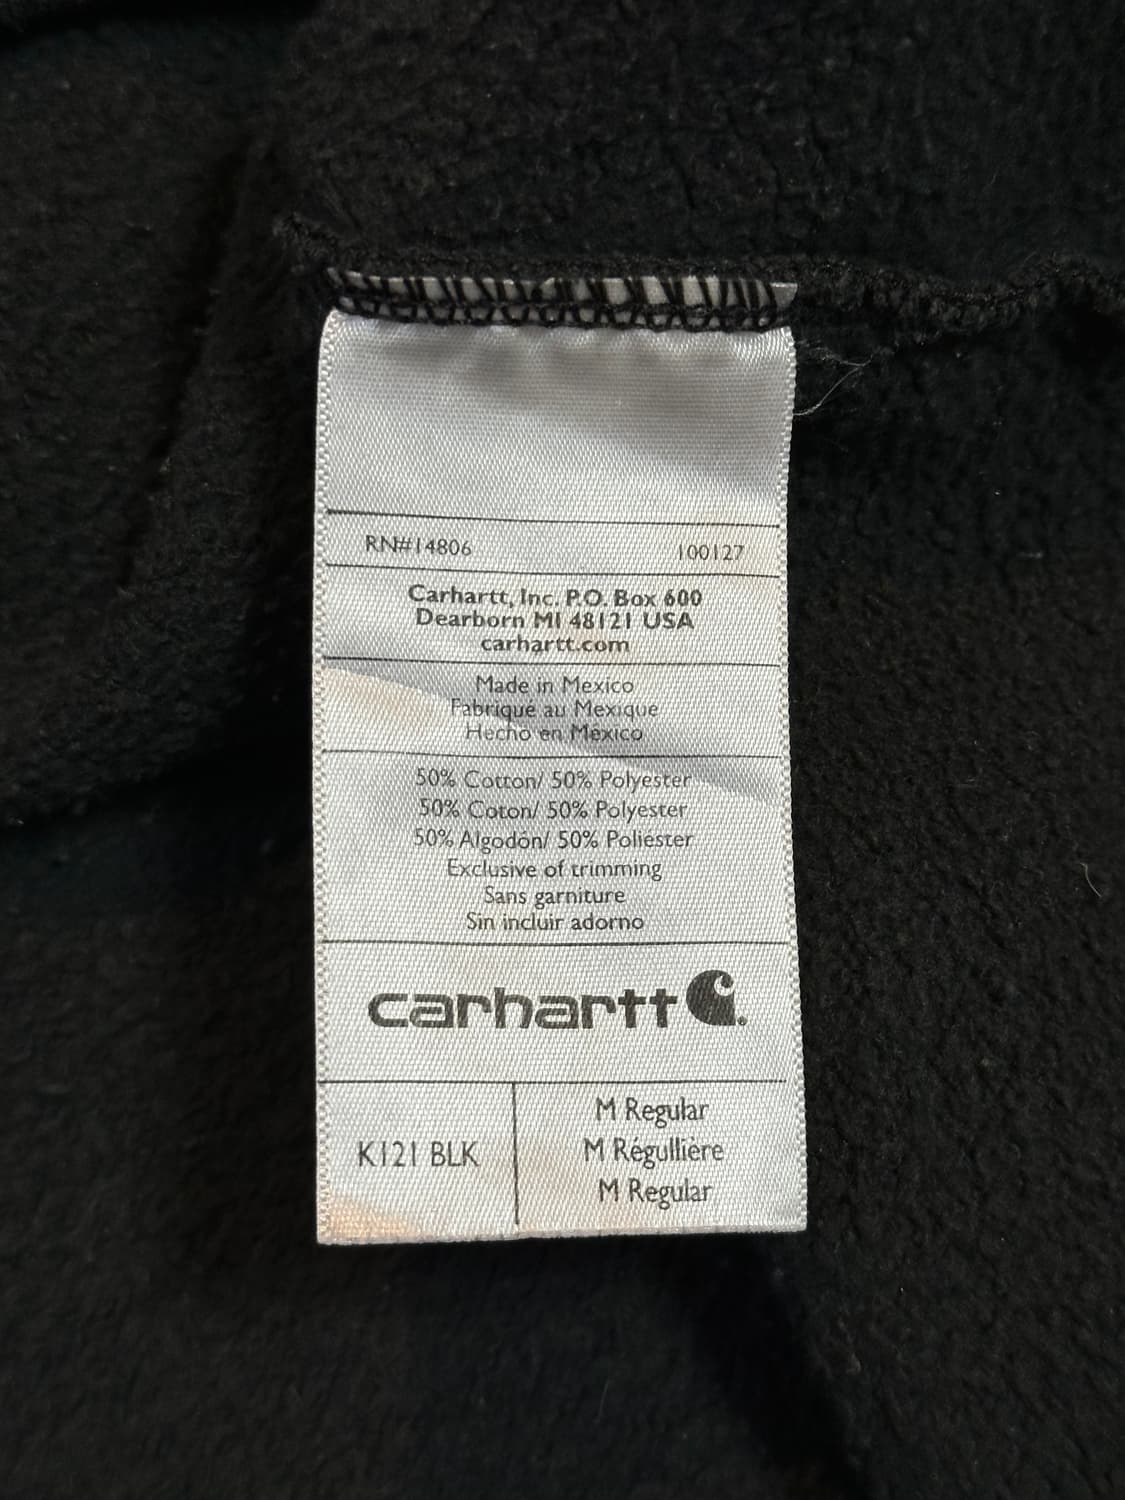 RN#14806 100127
Carhartt, Inc. P.O. Box 600
Dearborn MI 48121 USA
carhartt.com
Made in Mexico
Fabriqué au Mexique
Hecho en México
50% Cotton/ 50% Polyester
50% Coton/ 50% Polyester
50% Algodón/ 50% Poliéster
Exclusive of trimming
Sans garniture
Sin incluir adorno
carhartt
K121 BLK
M Regular
M Régullière
M Regular